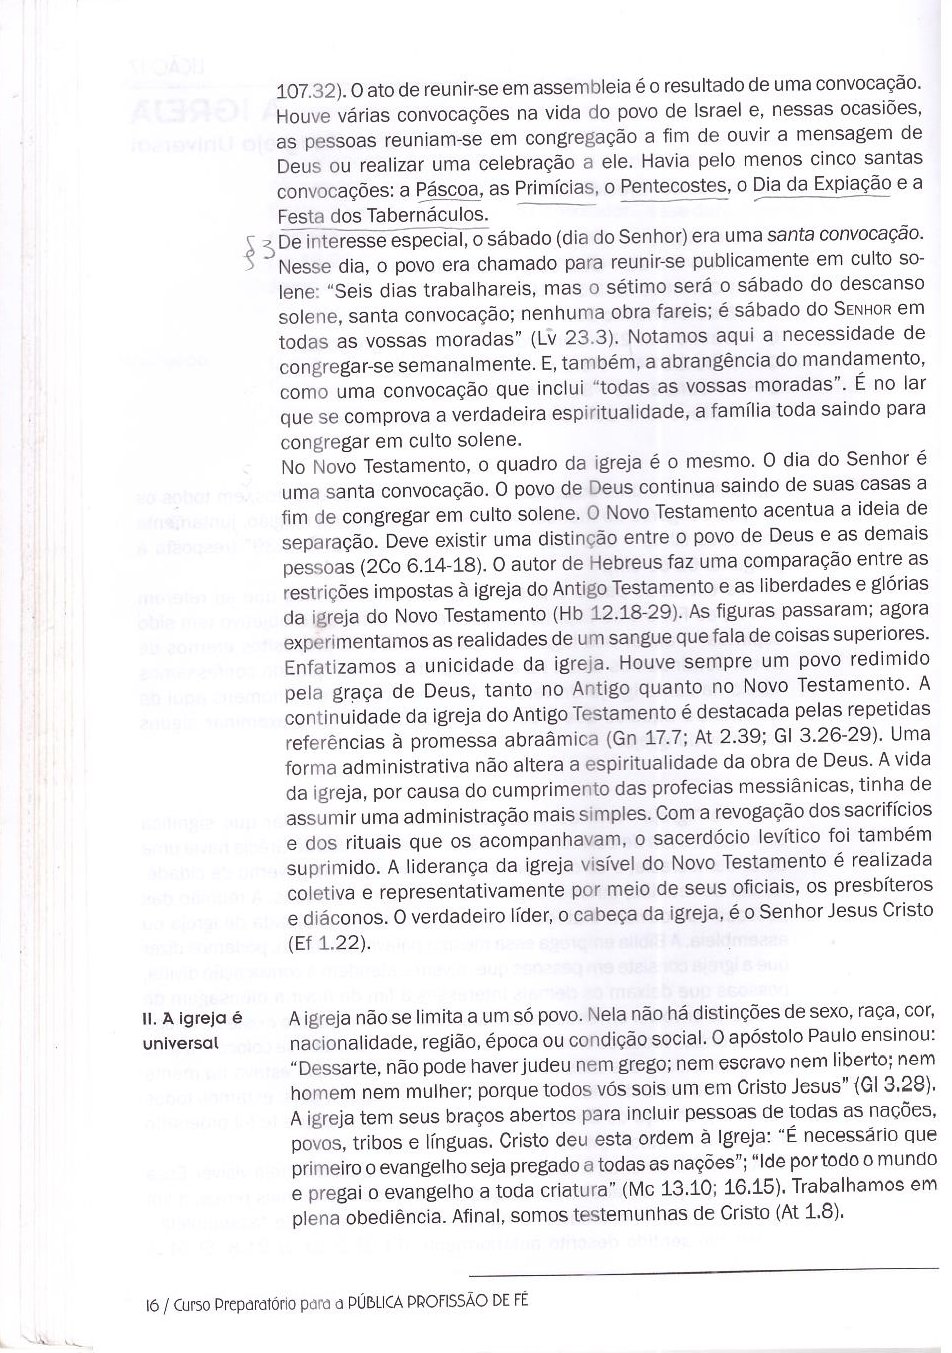 107.32). O ato de reunir-se em assembleia é o resultado de uma convocação.
Houve várias convocações na vida do povo de Israel e, nessas ocasiões,
as pessoas reuniam-se em congregação a fim de ouvir a mensagem de
Deus ou realizar uma celebração a ele. Havia pelo menos cinco santas
convocações: a Páscoa, as Primícias, o Pentecostes, o Dia da Expiação e a
Festa dos Tabernáculos.
De interesse especial, o sábado (dia do Senhor) era uma santa convocação.
Nesse dia, o povo era chamado para reunir-se publicamente em culto so-
lene: “Seis dias trabalhareis, mas o sétimo será o sábado do descanso
solene, santa convocação; nenhuma obra fareis; é sábado do SENHOR em
todas as vossas moradas” (Lv 23.3). Notamos aqui a necessidade de
congregar-se semanalmente. E, também, a abrangência do mandamento,
como uma convocação que inclui “todas as vossas moradas”. É no lar
que se comprova a verdadeira espiritualidade, a família toda saindo para
congregar em culto solene.
No Novo Testamento, o quadro da igreja é o mesmo. O dia do Senhor é
uma santa convocação. O povo de Deus continua saindo de suas casas a
fim de congregar em culto solene. O Novo Testamento acentua a ideia de
separação. Deve existir uma distinção entre o povo de Deus e as demais
pessoas (2Co 6.14-18). O autor de Hebreus faz uma comparação entre as
restrições impostas à igreja do Antigo Testamento e as liberdades e glórias
da igreja do Novo Testamento (Hb 12.18-29). As figuras passaram; agora
experimentamos as realidades de um sangue que fala de coisas superiores.
Enfatizamos a unicidade da igreja. Houve sempre um povo redimido
pela graça de Deus, tanto no Antigo quanto no Novo Testamento. A
continuidade da igreja do Antigo Testamento é destacada pelas repetidas
referências à promessa abraâmica (Gn 17.7; At 2.39; Gl 3.26-29). Uma
forma administrativa não altera a espiritualidade da obra de Deus. A vida
da igreja, por causa do cumprimento das profecias messiânicas, tinha de
assumir uma administração mais simples. Com a revogação dos sacrifícios
e dos rituais que os acompanhavam, o sacerdócio levítico foi também
suprimido. A liderança da igreja visível do Novo Testamento é realizada
coletiva e representativamente por meio de seus oficiais, os presbíteros
e diáconos. O verdadeiro líder, o cabeça da igreja, é o Senhor Jesus Cristo
(Ef 1.22).
II. A igreja é
universal
A igreja não se limita a um só povo. Nela não há distinções de sexo, raça, cor,
nacionalidade, região, época ou condição social. O apóstolo Paulo ensinou:
“Dessarte, não pode haver judeu nem grego; nem escravo nem liberto; nem
homem nem mulher; porque todos vós sois um em Cristo Jesus” (Gl 3.28).
A igreja tem seus braços abertos para incluir pessoas de todas as nações,
povos, tribos e línguas. Cristo deu esta ordem à Igreja: “É necessário que
primeiro o evangelho seja pregado a todas as nações”; “Ide por todo o mundo
e pregai o evangelho a toda criatura” (Mc 13.10; 16.15). Trabalhamos em
plena obediência. Afinal, somos testemunhas de Cristo (At 1.8).
16 / Curso Preparatório para a PÚBLICA PROFISSÃO DE FÉ